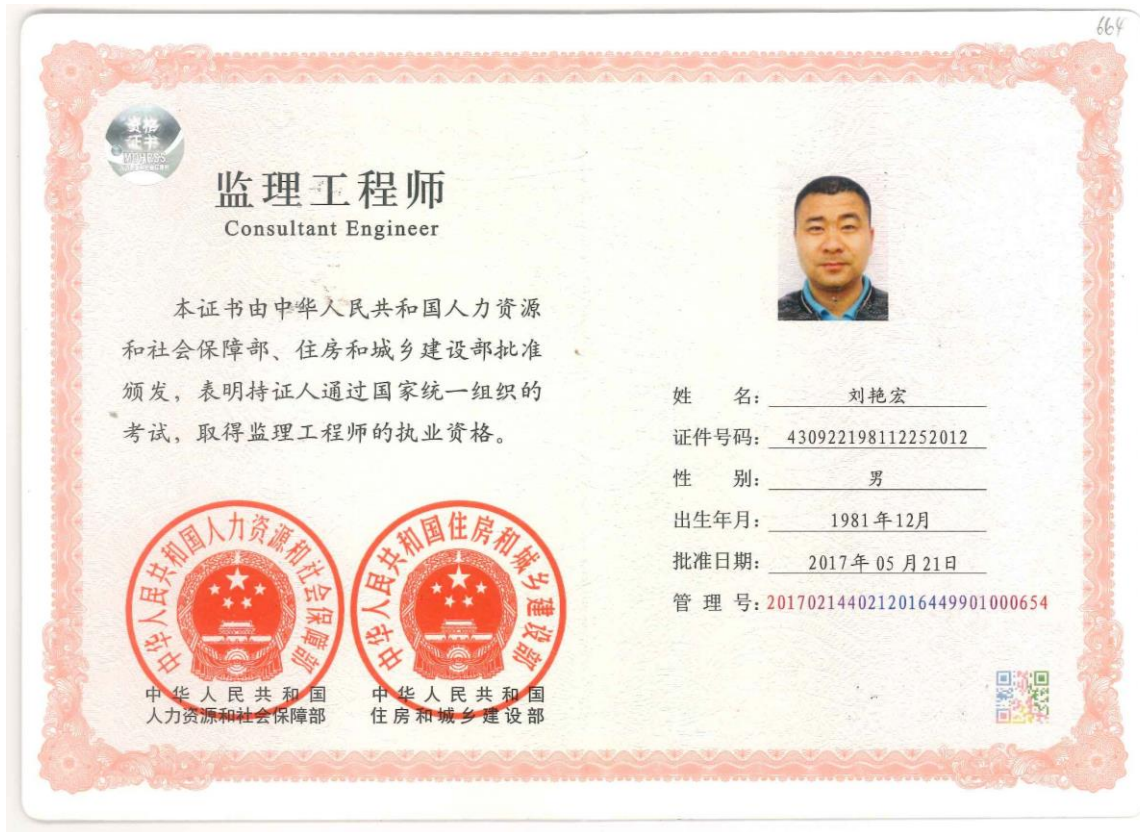 664
资格
证书
MOHRSS
监理工程师
Consultant Engineer
本证书由中华人民共和国人力资源
和社会保障部、住房和城乡建设部批准
颁发，表明持证人通过国家统一组织的
考试，取得监理工程师的执业资格。
中华人民共和国人力资源和社会保障部
中华人民共和国住房和城乡建设部
中华人民共和国
人力资源和社会保障部
中华人民共和国
住房和城乡建设部
姓 名：刘艳宏
证件号码：430922198112252012
性 别：男
出生年月：1981年12月
批准日期：2017年05月21日
管 理 号：2017021440212016449901000654